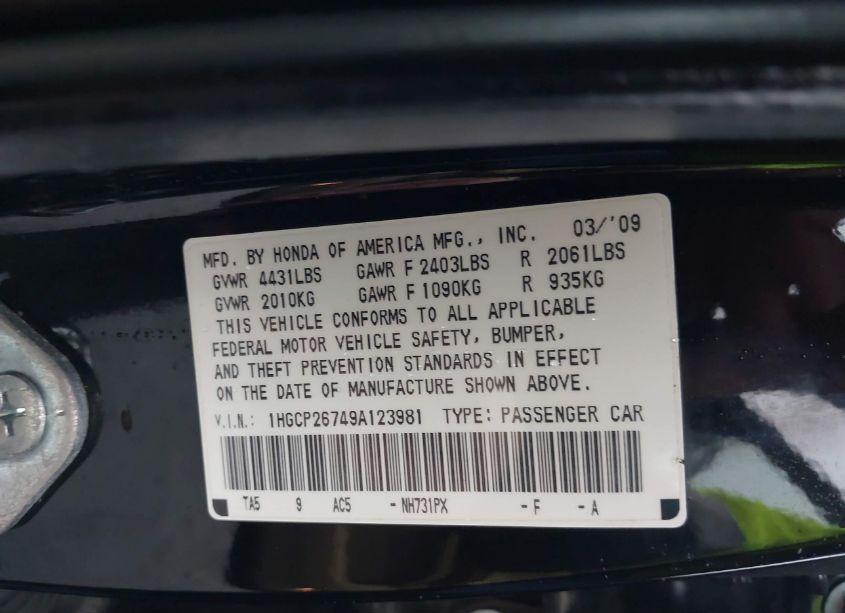 MFD. BY HONDA OF AMERICA MFG., INC. 03/'09
GVWR 4431LBS GAWR F 2403LBS R 2061LBS
GVWR 2010KG GAWR F 1090KG R 935KG
THIS VEHICLE CONFORMS TO ALL APPLICABLE
FEDERAL MOTOR VEHICLE SAFETY, BUMPER,
AND THEFT PREVENTION STANDARDS IN EFFECT
ON THE DATE OF MANUFACTURE SHOWN ABOVE.
V.I.N.: 1HGCP26749A123981 TYPE: PASSENGER CAR
TA5 9 AC5 - NH731PX - F - A